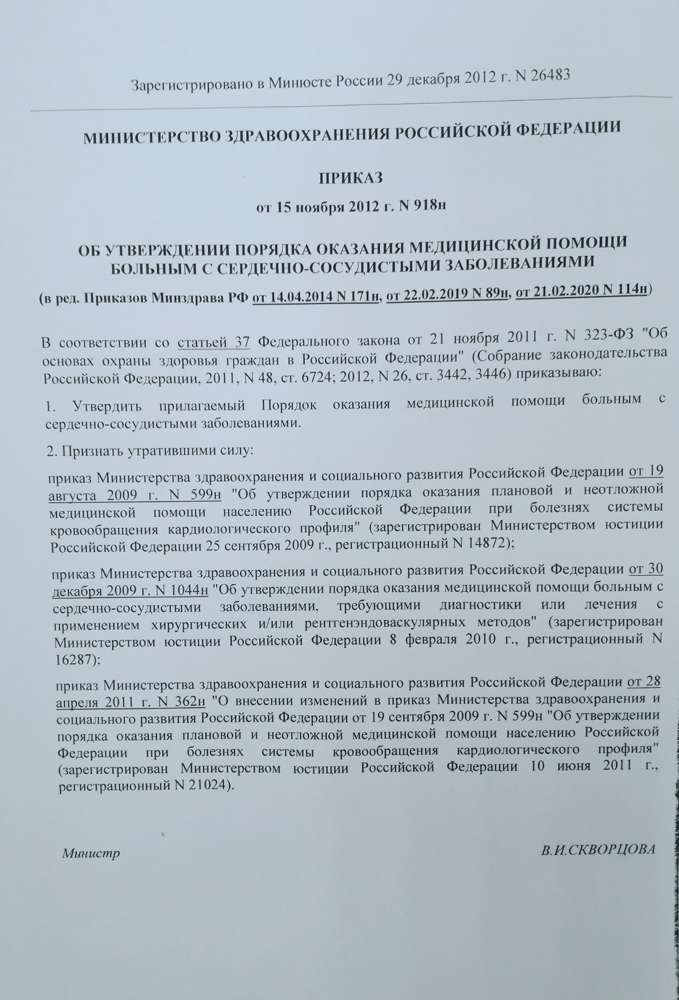 Зарегистрировано в Минюсте России 29 декабря 2012 г. N 26483
МИНИСТЕРСТВО ЗДРАВООХРАНЕНИЯ РОССИЙСКОЙ ФЕДЕРАЦИИ
ПРИКАЗ
от 15 ноября 2012 г. N 918н
ОБ УТВЕРЖДЕНИИ ПОРЯДКА ОКАЗАНИЯ МЕДИЦИНСКОЙ ПОМОЩИ
БОЛЬНЫМ С СЕРДЕЧНО-СОСУДИСТЫМИ ЗАБОЛЕВАНИЯМИ
(в ред. Приказов Минздрава РФ от 14.04.2014 N 171н, от 22.02.2019 N 89н, от 21.02.2020 N 114н)
В соответствии со статьей 37 Федерального закона от 21 ноября 2011 г. N 323-ФЗ "Об
основах охраны здоровья граждан в Российской Федерации" (Собрание законодательства
Российской Федерации, 2011, N 48, ст. 6724; 2012, N 26, ст. 3442, 3446) приказываю:
1. Утвердить прилагаемый Порядок оказания медицинской помощи больным с
сердечно-сосудистыми заболеваниями.
2. Признать утратившими силу:
приказ Министерства здравоохранения и социального развития Российской Федерации от 19
августа 2009 г. N 599н "Об утверждении порядка оказания плановой и неотложной
медицинской помощи населению Российской Федерации при болезнях системы
кровообращения кардиологического профиля" (зарегистрирован Министерством юстиции
Российской Федерации 25 сентября 2009 г., регистрационный N 14872);
приказ Министерства здравоохранения и социального развития Российской Федерации от 30
декабря 2009 г. N 1044н "Об утверждении порядка оказания медицинской помощи больным с
сердечно-сосудистыми заболеваниями, требующими диагностики или лечения с
применением хирургических и/или рентгенэндоваскулярных методов" (зарегистрирован
Министерством юстиции Российской Федерации 8 февраля 2010 г., регистрационный N
16287);
приказ Министерства здравоохранения и социального развития Российской Федерации от 28
апреля 2011 г. N 362н "О внесении изменений в приказ Министерства здравоохранения и
социального развития Российской Федерации от 19 сентября 2009 г. N 599н "Об утверждении
порядка оказания плановой и неотложной медицинской помощи населению Российской
Федерации при болезнях системы кровообращения кардиологического профиля"
(зарегистрирован Министерством юстиции Российской Федерации 10 июня 2011 г.,
регистрационный N 21024).
Министр В.И.СКВОРЦОВА